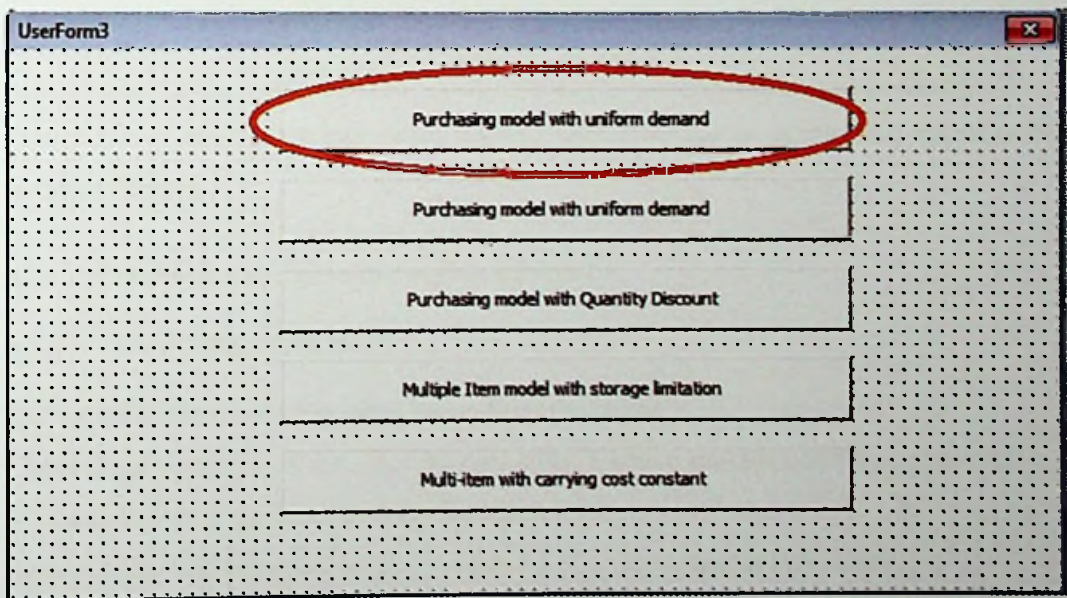 UserForm3
Purchasing model with uniform demand
Purchasing model with uniform demand
Purchasing model with Quantity Discount
Multiple Item model with storage limitation
Multi-item with carrying cost constant